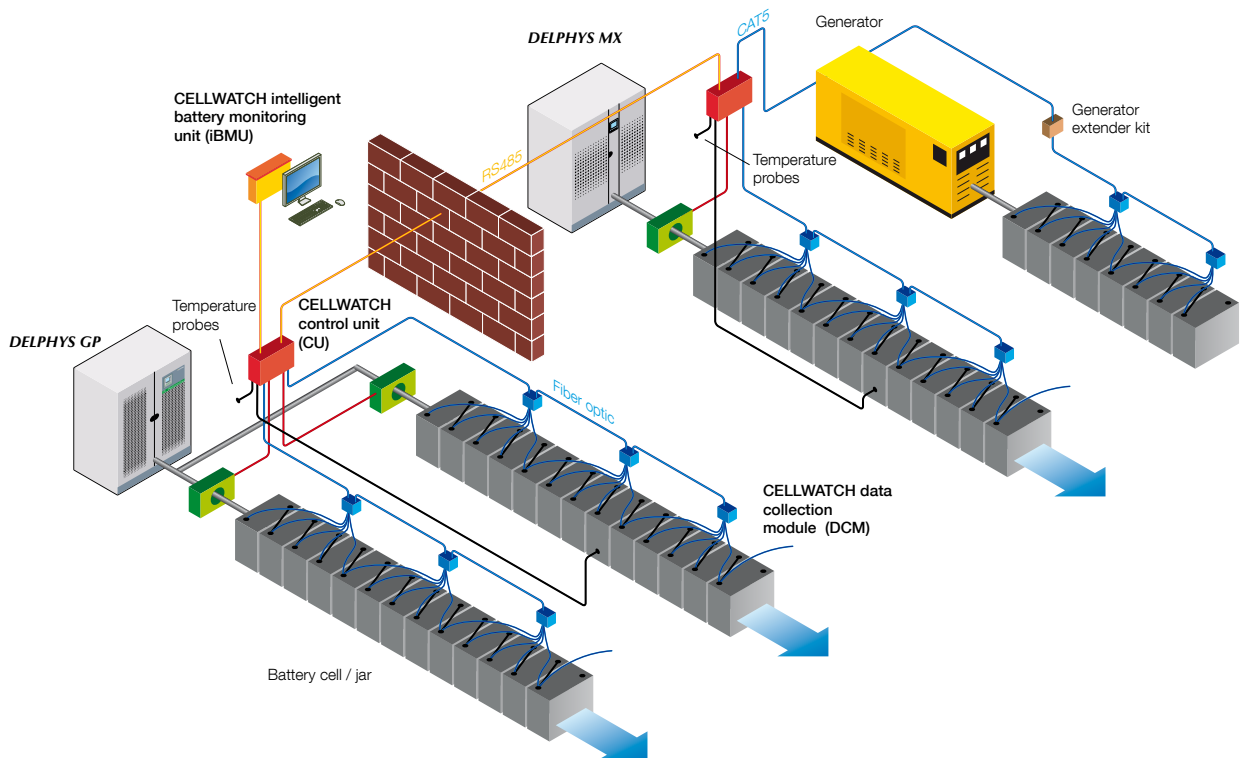 DELPHYS MX
CAT5
Generator
CELLWATCH intelligent
battery monitoring
unit (iBMU)
Generator
extender kit
RS485
Temperature
probes
Temperature
probes
CELLWATCH
control unit
(CU)
DELPHYS GP
Fiber optic
CELLWATCH data
collection
module  (DCM)
Battery cell / jar